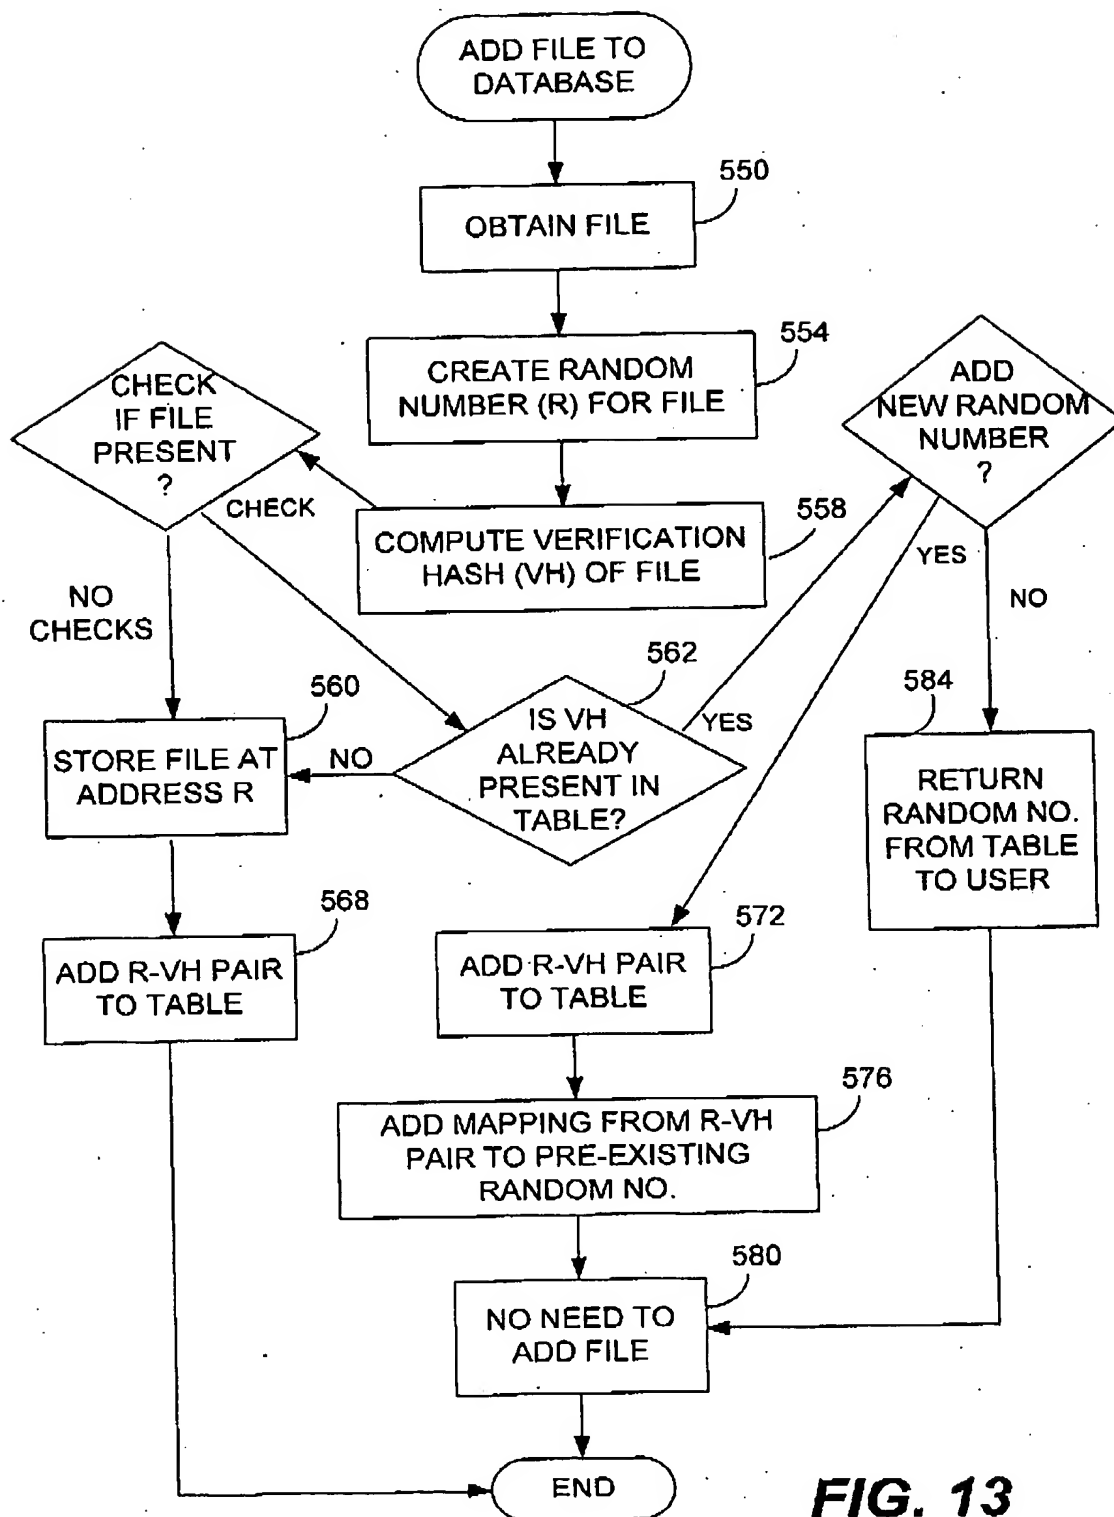 ADD FILE TO
DATABASE
550
OBTAIN FILE
554
CREATE RANDOM
NUMBER (R) FOR FILE
CHECK
IF FILE
PRESENT
?
ADD
NEW RANDOM
NUMBER
?
CHECK
558
COMPUTE VERIFICATION
HASH (VH) OF FILE
YES
NO
CHECKS
NO
562
IS VH
ALREADY
PRESENT IN
TABLE?
YES
NO
560
STORE FILE AT
ADDRESS R
584
RETURN
RANDOM NO.
FROM TABLE
TO USER
568
ADD R-VH PAIR
TO TABLE
572
ADD R-VH PAIR
TO TABLE
576
ADD MAPPING FROM R-VH
PAIR TO PRE-EXISTING
RANDOM NO.
580
NO NEED TO
ADD FILE
END
FIG. 13